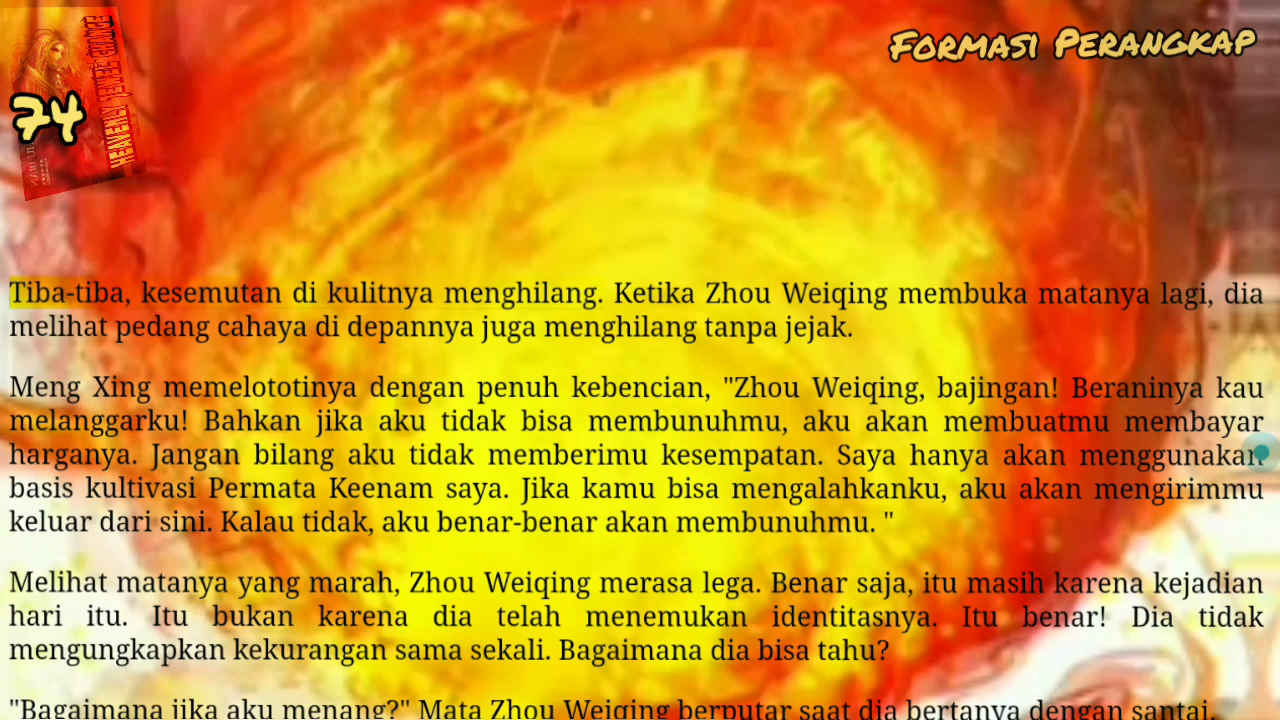 Formasi Perangkap
74
HEAVENLY JEWEL CHANGE
Tiba-tiba, kesemutan di kulitnya menghilang. Ketika Zhou Weiqing membuka matanya lagi, dia
melihat pedang cahaya di depannya juga menghilang tanpa jejak.
Meng Xing memelototinya dengan penuh kebencian, "Zhou Weiqing, bajingan! Beraninya kau
melanggarku! Bahkan jika aku tidak bisa membunuhmu, aku akan membuatmu membayar
harganya. Jangan bilang aku tidak memberimu kesempatan. Saya hanya akan menggunakan
basis kultivasi Permata Keenam saya. Jika kamu bisa mengalahkanku, aku akan mengirimmu
keluar dari sini. Kalau tidak, aku benar-benar akan membunuhmu. "
Melihat matanya yang marah, Zhou Weiqing merasa lega. Benar saja, itu masih karena kejadian
hari itu. Itu bukan karena dia telah menemukan identitasnya. Itu benar! Dia tidak
mengungkapkan kekurangan sama sekali. Bagaimana dia bisa tahu?
"Bagaimana jika aku menang?" Mata Zhou Weiqing berputar saat dia bertanya dengan santai.